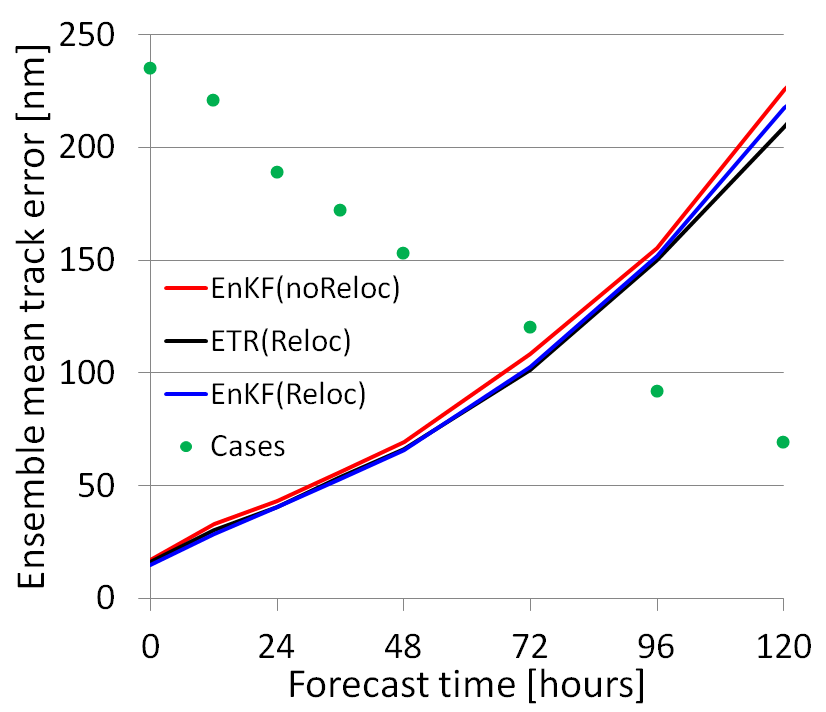 Ensemble mean track error [nm]
250
200
150
100
50
0
EnKF(noReloc)
ETR(Reloc)
EnKF(Reloc)
Cases
0 24 48 72 96 120
Forecast time [hours]